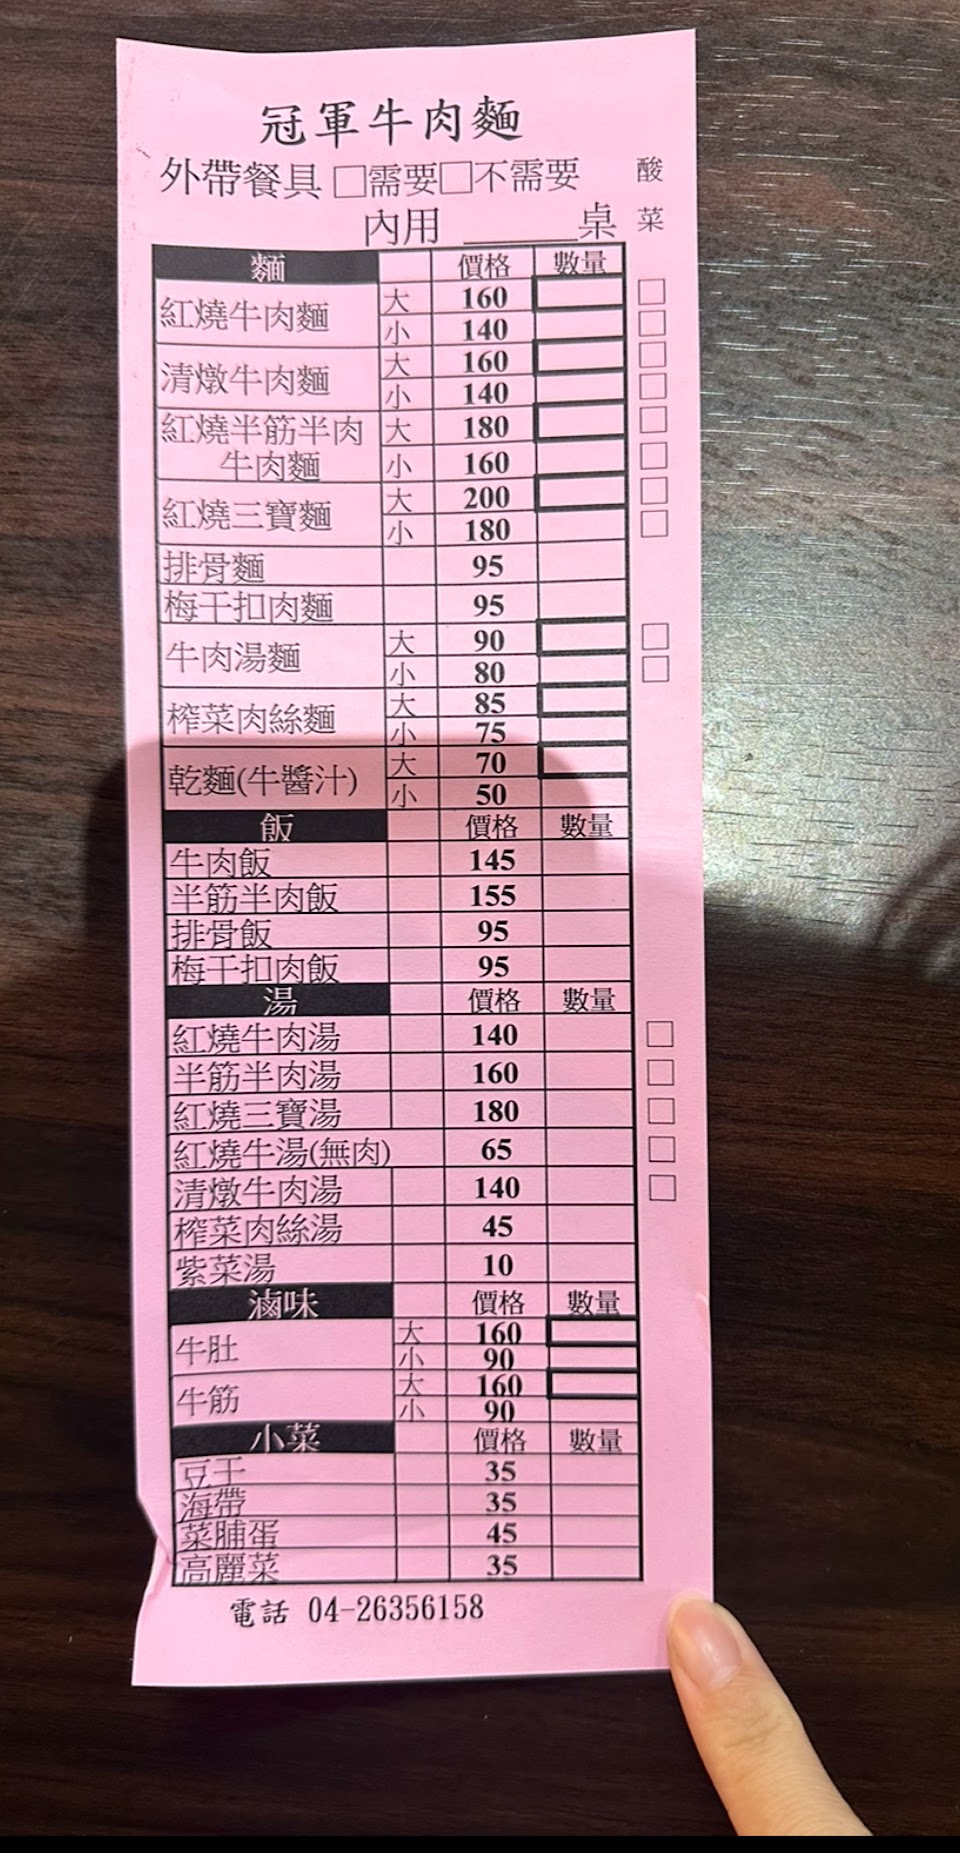 冠軍牛肉麵
外帶餐具 □需要□不需要 酸菜
內用 ______桌
麵 價格 數量
紅燒牛肉麵 大 160 □
小 140 □
清燉牛肉麵 大 160 □
小 140 □
紅燒半筋半肉牛肉麵 大 180 □
小 160 □
紅燒三寶麵 大 200 □
小 180 □
排骨麵 95
梅干扣肉麵 95
牛肉湯麵 大 90 □
小 80 □
榨菜肉絲麵 大 85
小 75
乾麵(牛醬汁) 大 70
小 50
飯 價格 數量
牛肉飯 145
半筋半肉飯 155
排骨飯 95
梅干扣肉飯 95
湯 價格 數量
紅燒牛肉湯 140 □
半筋半肉湯 160 □
紅燒三寶湯 180 □
紅燒牛湯(無肉) 65 □
清燉牛肉湯 140 □
榨菜肉絲湯 45
紫菜湯 10
滷味 價格 數量
牛肚 大 160
小 90
牛筋 大 160
小 90
小菜 價格 數量
豆干 35
海帶 35
菜脯蛋 45
高麗菜 35
電話 04-26356158